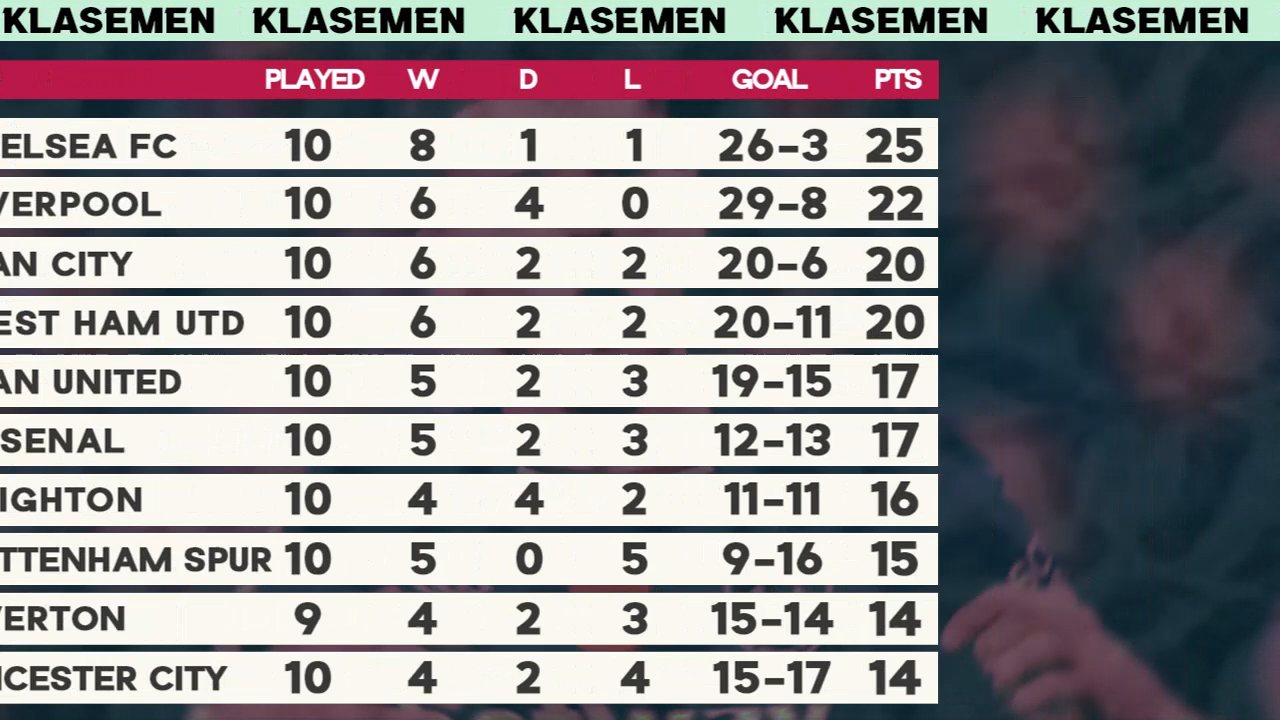 KLASEMEN KLASEMEN KLASEMEN KLASEMEN KLASEMEN
PLAYED W D L GOAL PTS
ELSEA FC 10 8 1 1 26-3 25
VERPOOL 10 6 4 0 29-8 22
AN CITY 10 6 2 2 20-6 20
EST HAM UTD 10 6 2 2 20-11 20
AN UNITED 10 5 2 3 19-15 17
SENAL 10 5 2 3 12-13 17
IGHTON 10 4 4 2 11-11 16
TTENHAM SPUR 10 5 0 5 9-16 15
VERTON 9 4 2 3 15-14 14
ICESTER CITY 10 4 2 4 15-17 14